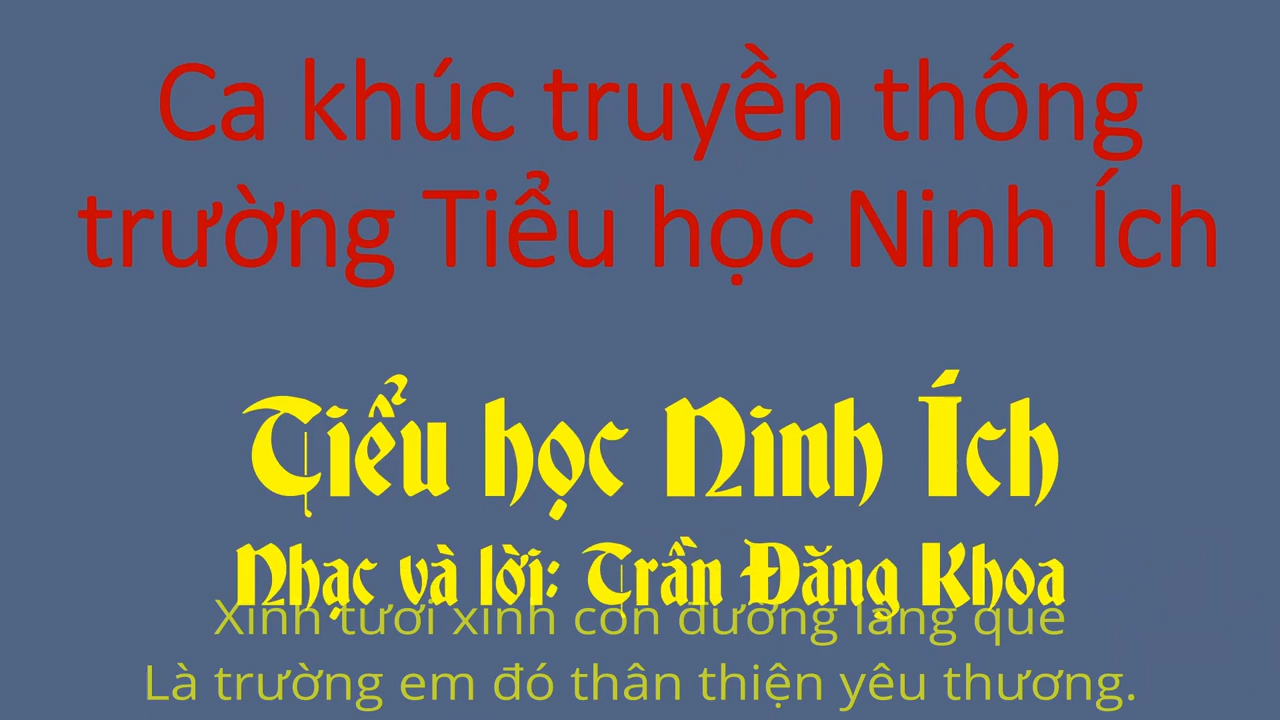 Ca khúc truyền thống
trường Tiểu học Ninh Ích
Tiểu học Ninh Ích
Nhạc và lời: Trần Đăng Khoa
Xinh tươi xinh con đường làng quê
Là trường em đó thân thiện yêu thương.